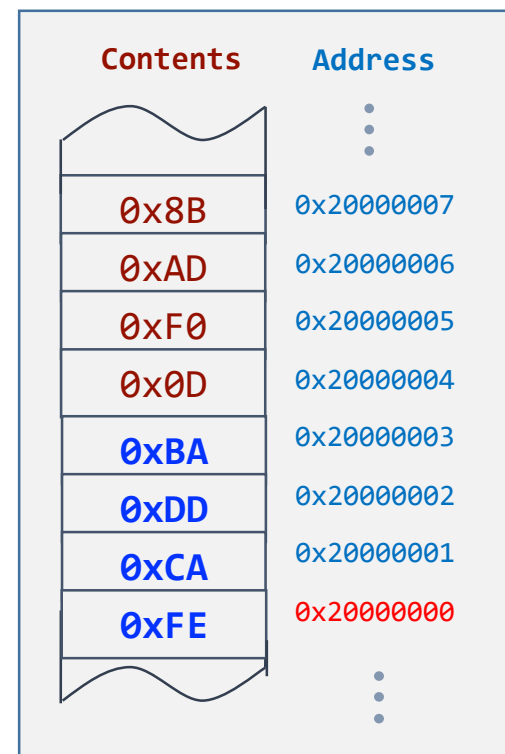 Contents Address
0x8B 0x20000007
0xAD 0x20000006
0xF0 0x20000005
0x0D 0x20000004
0xBA 0x20000003
0xDD 0x20000002
0xCA 0x20000001
0xFE 0x20000000